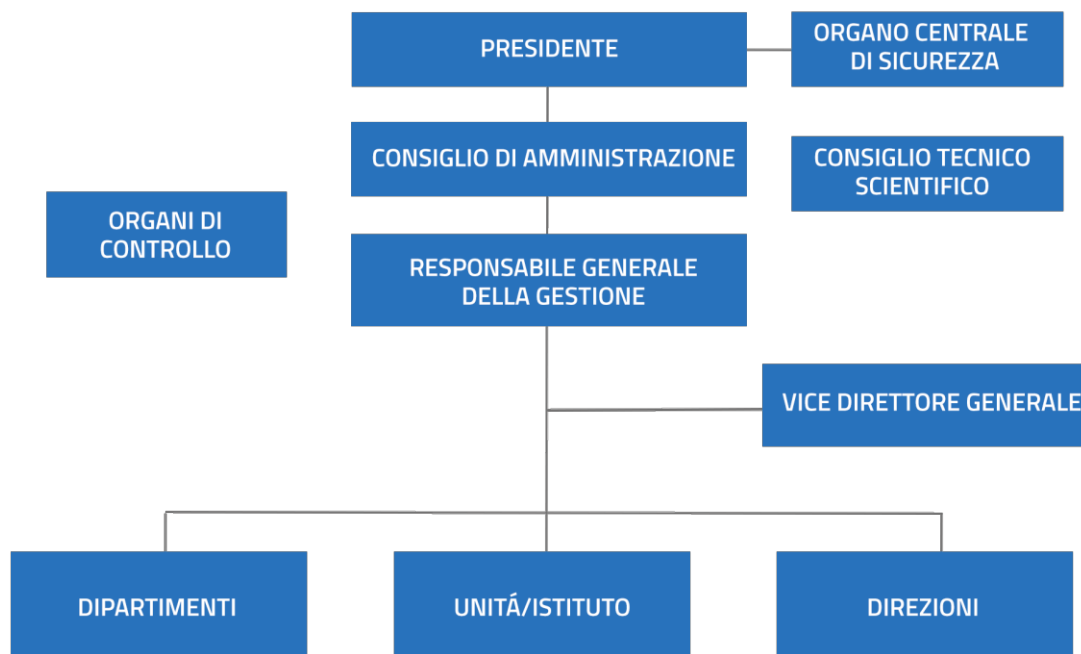 PRESIDENTE
ORGANO CENTRALE
DI SICUREZZA
CONSIGLIO DI AMMINISTRAZIONE
CONSIGLIO TECNICO
SCIENTIFICO
ORGANI DI
CONTROLLO
RESPONSABILE GENERALE
DELLA GESTIONE
VICE DIRETTORE GENERALE
DIPARTIMENTI
UNITÁ/ISTITUTO
DIREZIONI